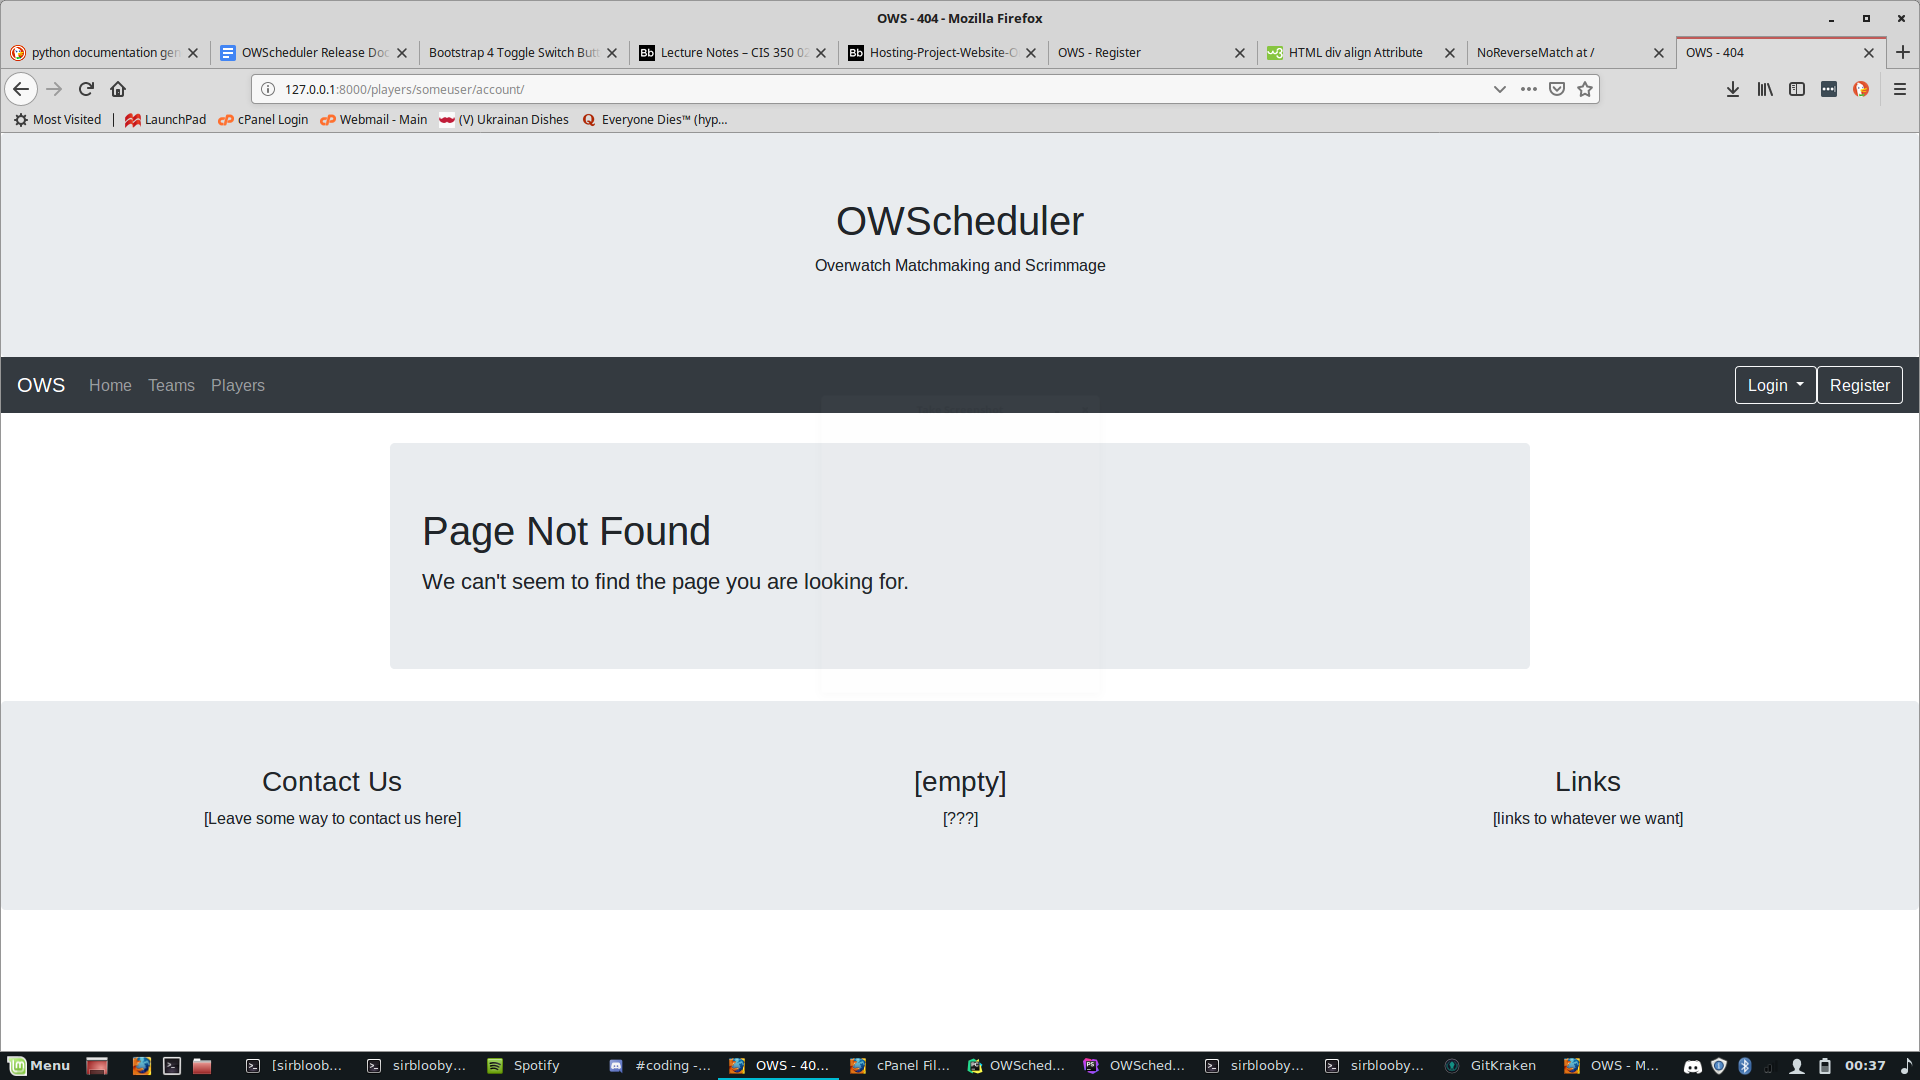 OWS - 404 - Mozilla Firefox
python documentation gen
OWScheduler Release Doc
Bootstrap 4 Toggle Switch Butt
Bb Lecture Notes – CIS 350 02
Bb Hosting-Project-Website-O
OWS - Register
HTML div align Attribute
NoReverseMatch at /
OWS - 404
127.0.0.1:8000/players/someuser/account/
Most Visited
LaunchPad
cPanel Login
Webmail - Main
(V) Ukrainan Dishes
Everyone Dies™ (hyp...
OWScheduler
Overwatch Matchmaking and Scrimmage
OWS Home Teams Players Login Register
Page Not Found
We can't seem to find the page you are looking for.
Contact Us
[Leave some way to contact us here]
[empty]
[???]
Links
[links to whatever we want]
Menu
[sirbloob...
sirblooby...
Spotify
#coding -...
OWS - 40...
cPanel Fil...
OWSched...
OWSched...
sirblooby...
sirblooby...
GitKraken
OWS - M...
00:37